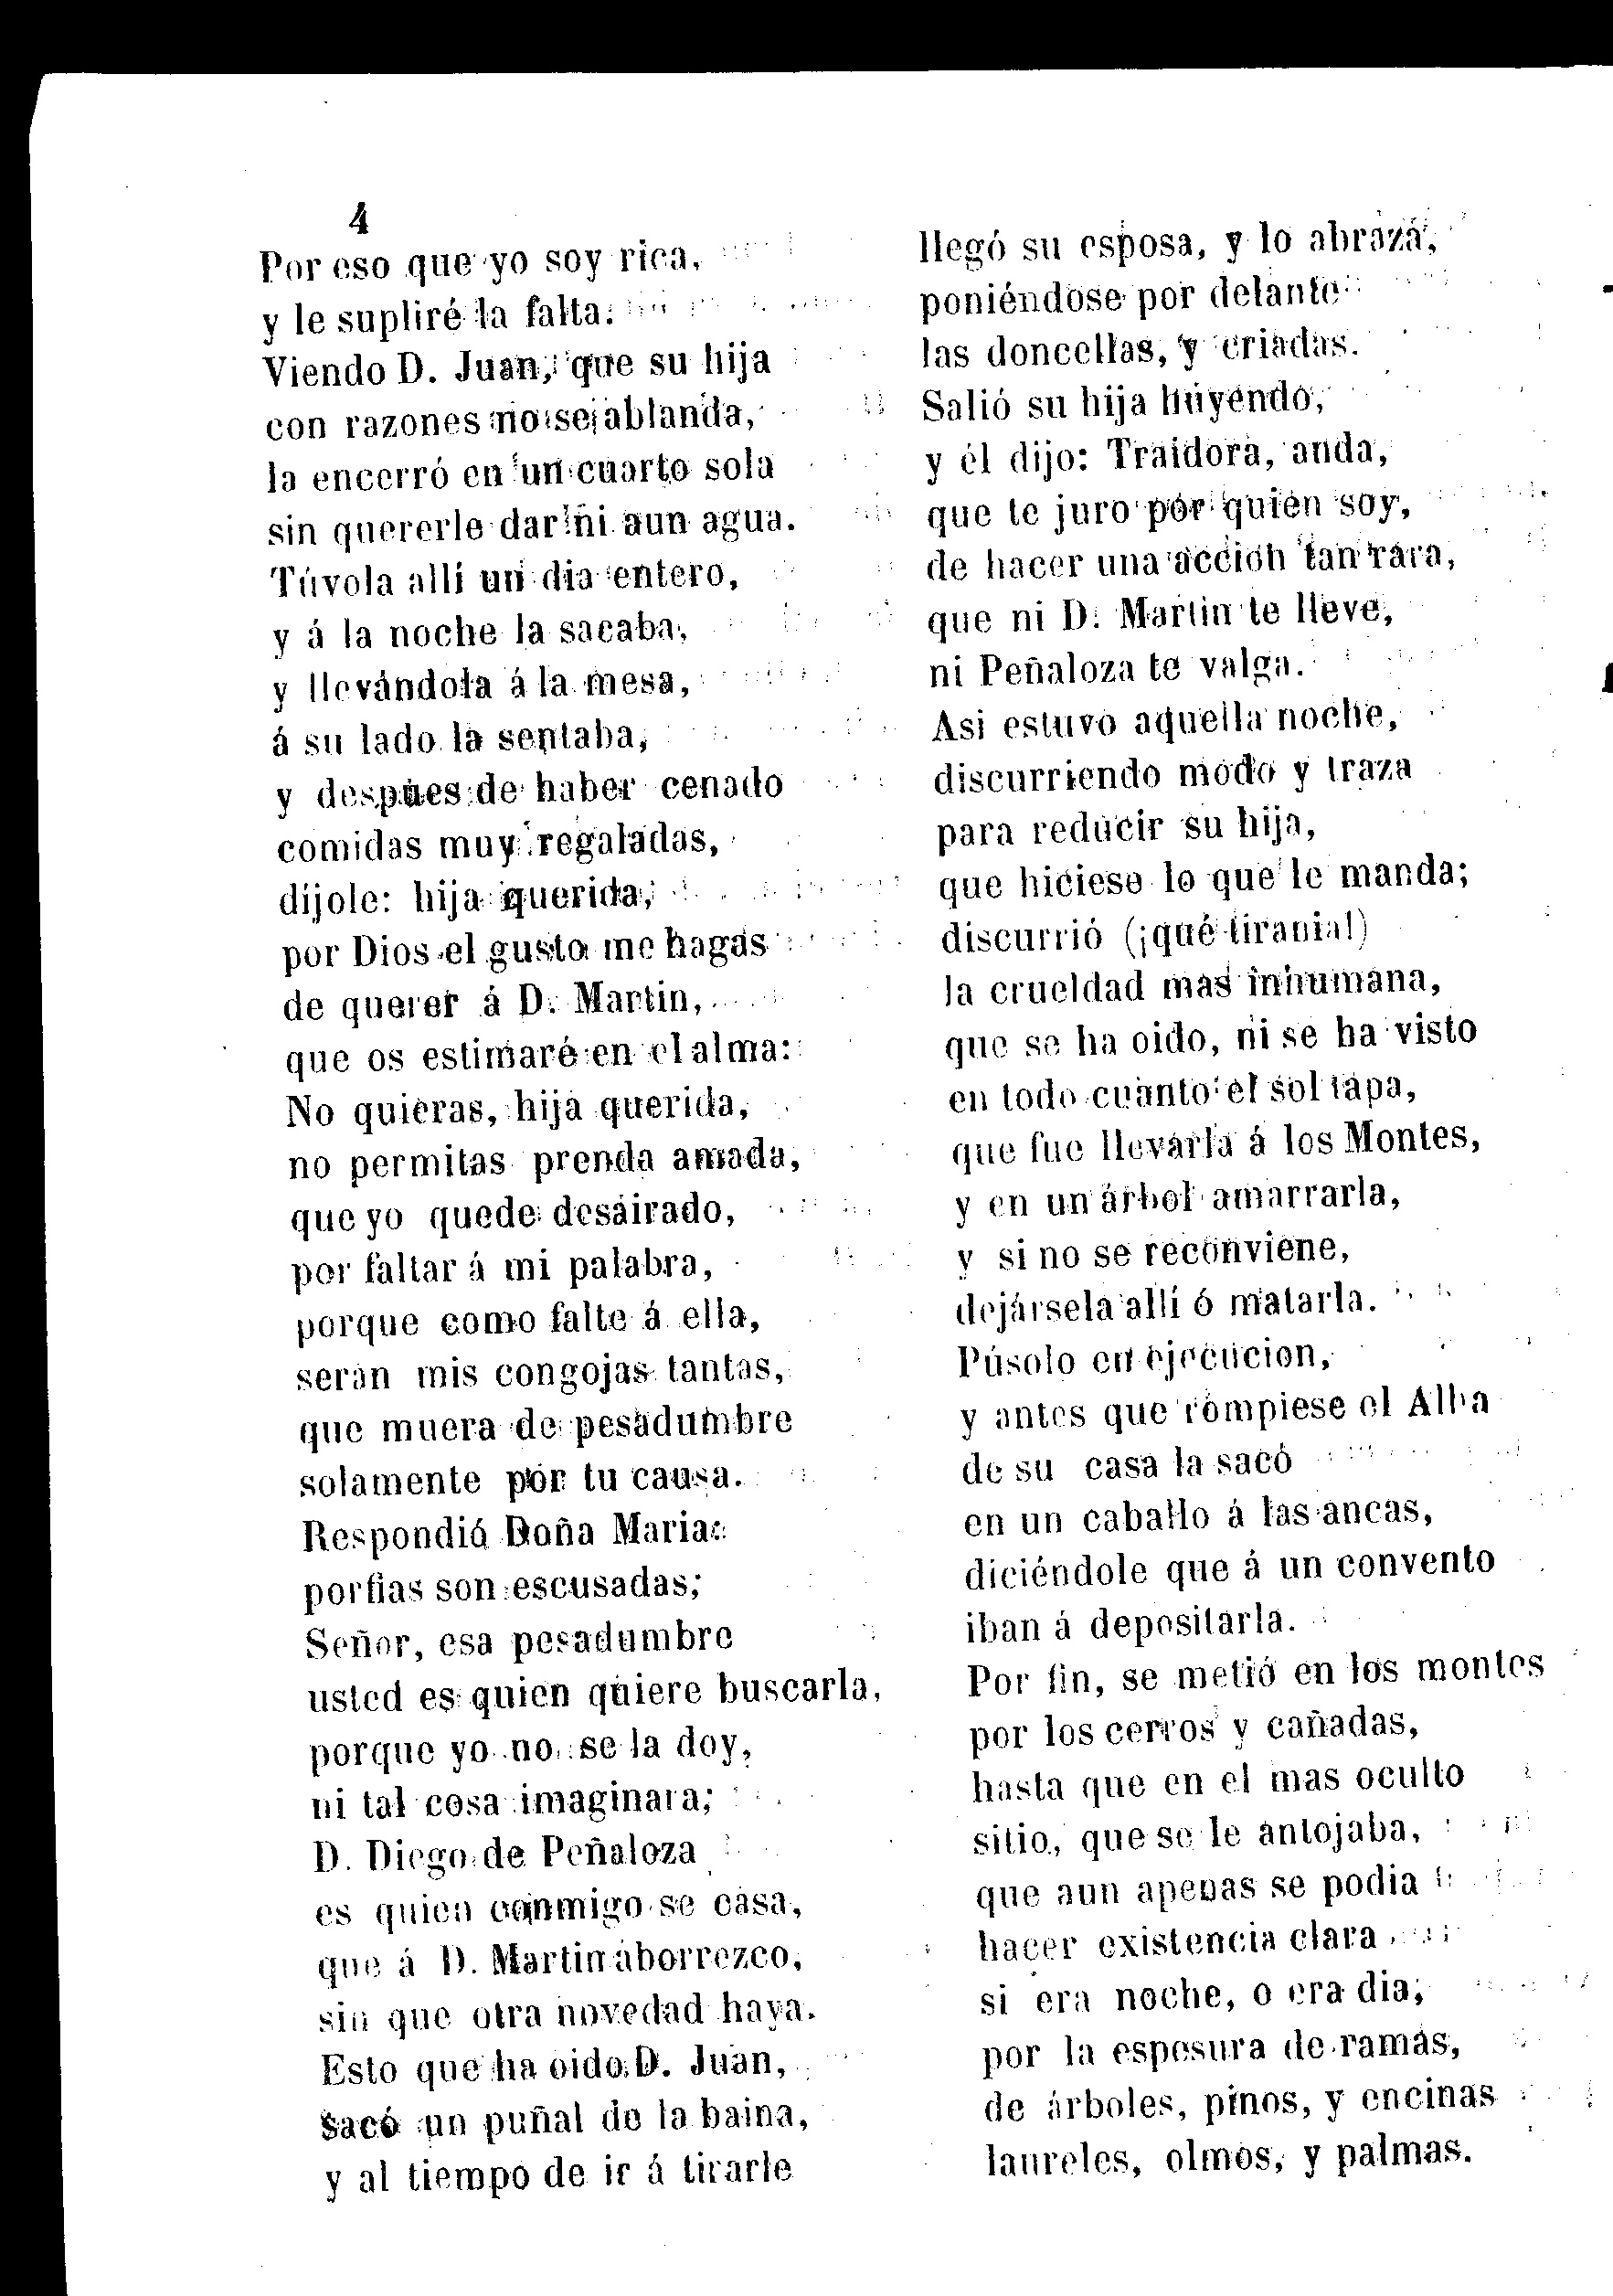 4
Por eso que yo soy rica,
y le supliré la falta.
Viendo D. Juan, que su hija
con razones no se ablanda,
la encerró en un cuarto sola
sin quererle dar ni aun agua.
Túvola alli un dia entero,
y á la noche la sacaba,
y llevándola á la mesa,
á su lado la sentaba,
y despues de haber cenado
comidas muy regaladas,
dijole: hija querida,
por Dios el gusto me hagas
de querer á D. Martin,
que os estimaré en el alma:
No quieras, hija querida,
no permitas prenda amada,
que yo quede desairado,
por faltar á mi palabra,
porque como falte á ella,
seran mis congojas tantas,
que muera de pesadumbre
solamente por tu causa.
Respondió Doña Maria:
porfias son escusadas;
Señor, esa pesadumbre
usted es quien quiere buscarla,
porque yo no se la doy,
ni tal cosa imaginara;
D. Diego de Peñaloza
es quien conmigo se casa,
que á D. Martin aborrezco,
sin que otra novedad haya.
Esto que ha oido D. Juan,
sacó un puñal de la baina,
y al tiempo de ir á tirarle
llegó su esposa, y lo abraza,
poniéndose por delante
las doncellas, y criadas.
Salió su hija huyendo,
y él dijo: Traidora, anda,
que te juro por quien soy,
de hacer una accion tan rara,
que ni D. Martin te lleve,
ni Peñaloza te valga.
Asi estuvo aquella noche,
discurriendo modo y traza
para reducir su hija,
que hiciese lo que le manda;
discurrió (¡qué tirania!)
la crueldad mas inhumana,
que se ha oido, ni se ha visto
en todo cuanto el sol tapa,
que fue llevarla á los Montes,
y en un árbol amarrarla,
y si no se reconviene,
dejársela allí ó matarla.
Púsolo en ejecucion,
y antes que rompiese el Alba
de su casa la sacó
en un caballo á las ancas,
diciéndole que á un convento
iban á depositarla.
Por fin, se metió en los montes
por los cerros y cañadas,
hasta que en el mas oculto
sitio, que se le antojaba,
que aun apenas se podia
hacer existencia clara
si era noche, o era dia,
por la espesura de ramas,
de árboles, pinos, y encinas
laureles, olmos, y palmas.